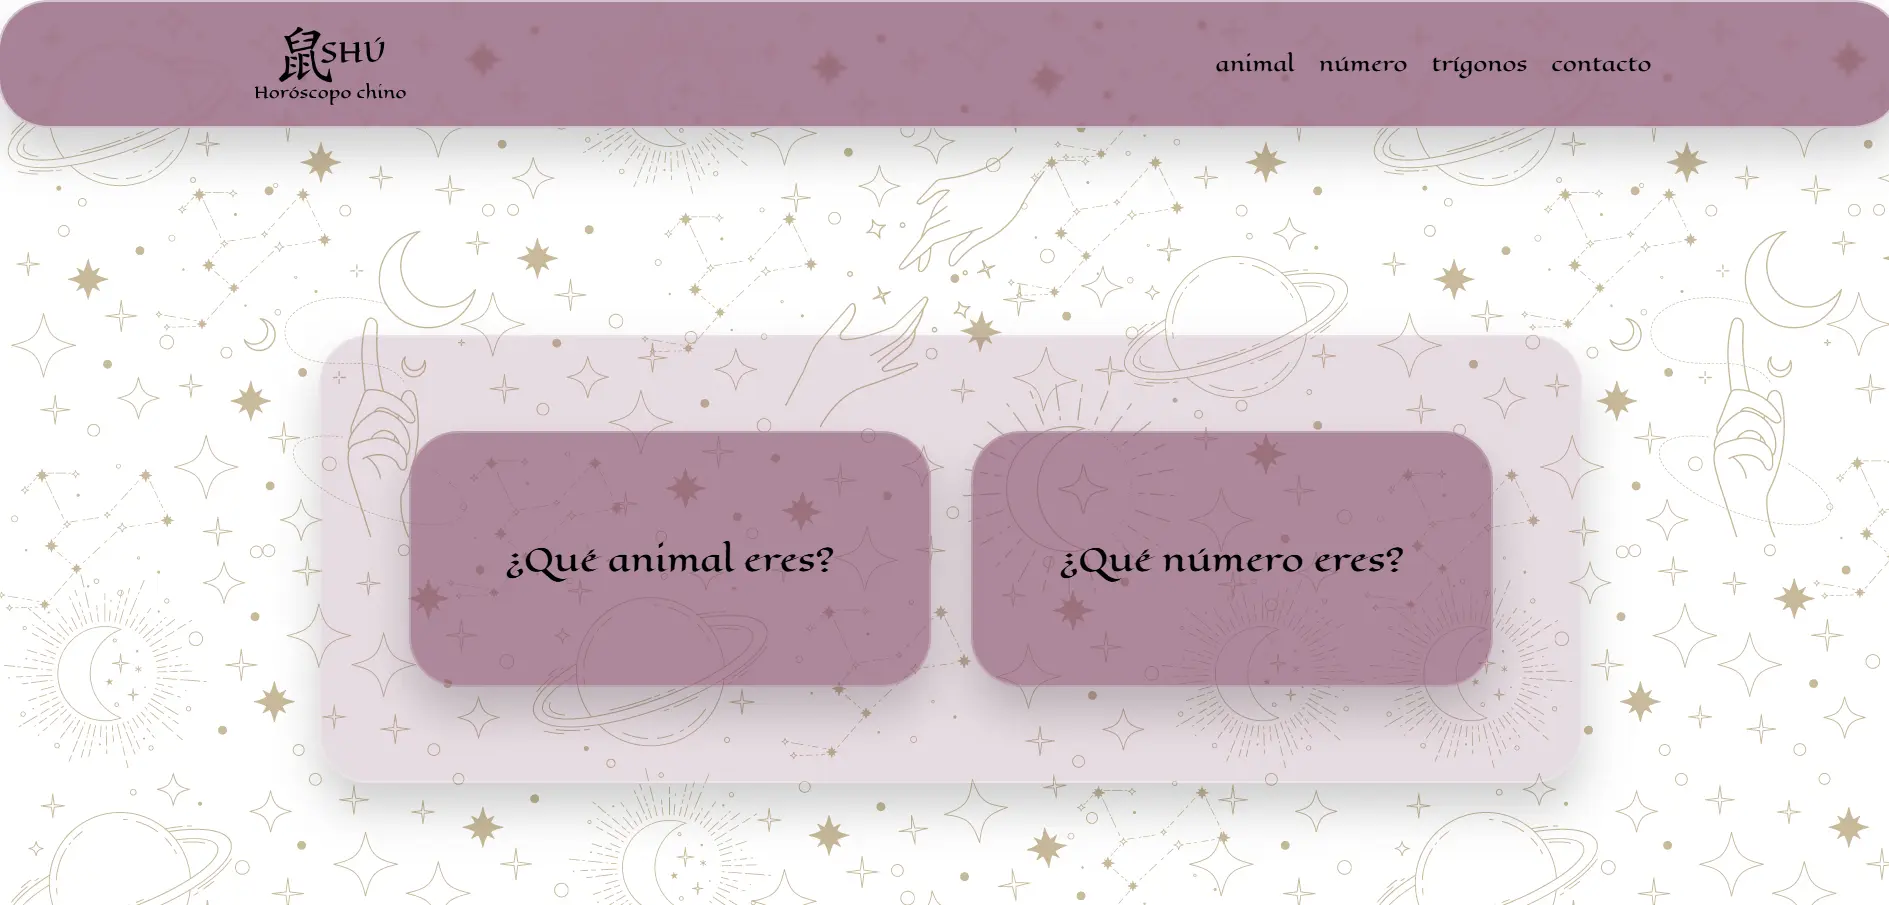 鼠SHÚ
Horóscopo chino
animal número trígonos contacto
¿Qué animal eres?
¿Qué número eres?